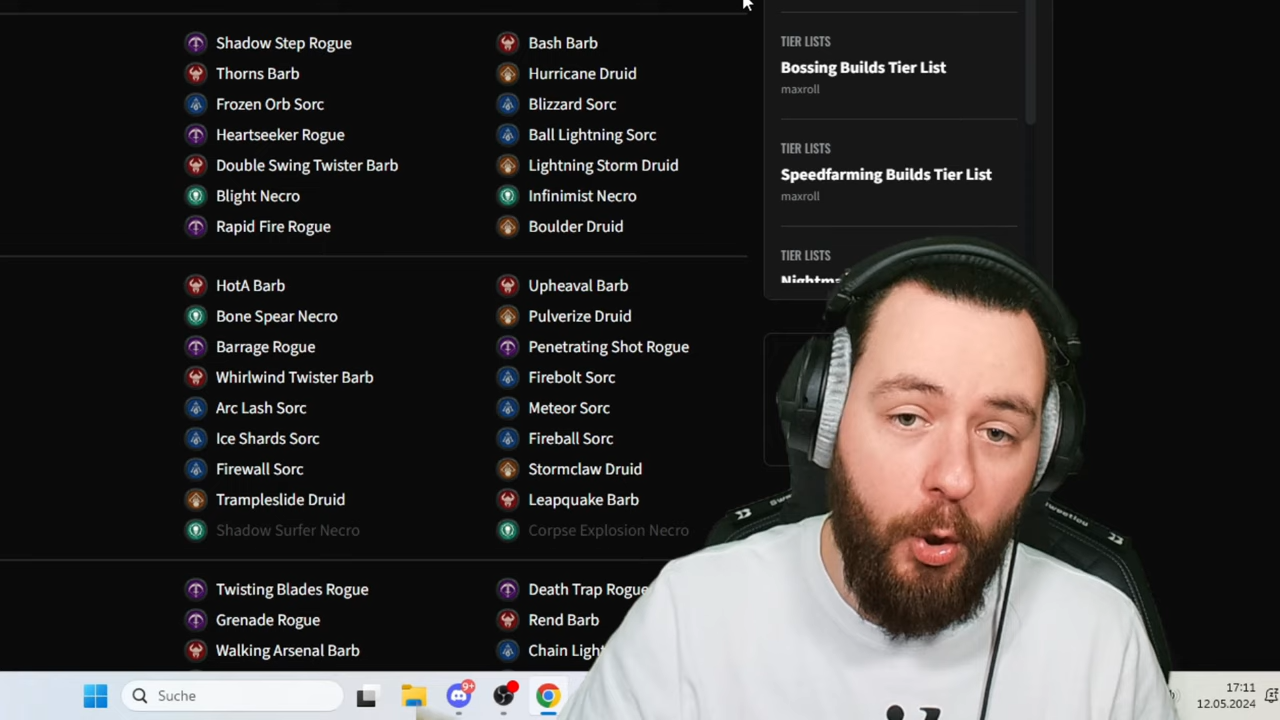 Shadow Step Rogue
Bash Barb
Thorns Barb
Hurricane Druid
Frozen Orb Sorc
Blizzard Sorc
Heartseeker Rogue
Ball Lightning Sorc
Double Swing Twister Barb
Lightning Storm Druid
Blight Necro
Infinimist Necro
Rapid Fire Rogue
Boulder Druid
HotA Barb
Upheaval Barb
Bone Spear Necro
Pulverize Druid
Barrage Rogue
Penetrating Shot Rogue
Whirlwind Twister Barb
Firebolt Sorc
Arc Lash Sorc
Meteor Sorc
Ice Shards Sorc
Fireball Sorc
Firewall Sorc
Stormclaw Druid
Trampleslide Druid
Leapquake Barb
Shadow Surfer Necro
Corpse Explosion Necro
Twisting Blades Rogue
Death Trap Rogue
Grenade Rogue
Rend Barb
Walking Arsenal Barb
Chain Ligh
TIER LISTS
Bossing Builds Tier List
maxroll
TIER LISTS
Speedfarming Builds Tier List
maxroll
TIER LISTS
Nightma
Suche
9+
17:11
12.05.2024